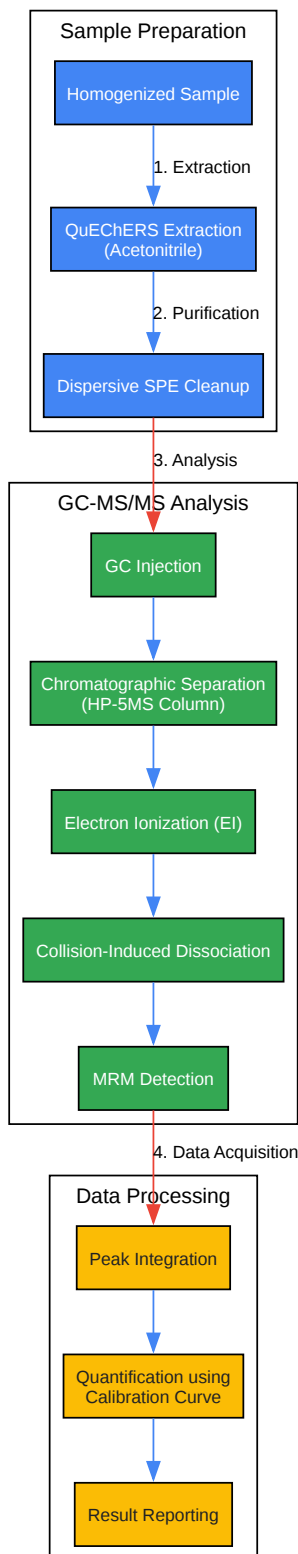 Sample Preparation
Homogenized Sample
1. Extraction
QuEChERS Extraction
(Acetonitrile)
2. Purification
Dispersive SPE Cleanup
3. Analysis
GC-MS/MS Analysis
GC Injection
Chromatographic Separation
(HP-5MS Column)
Electron Ionization (EI)
Collision-Induced Dissociation
MRM Detection
4. Data Acquisition
Data Processing
Peak Integration
Quantification using
Calibration Curve
Result Reporting